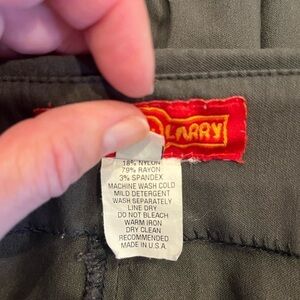 LARRY
18% NYLON
79% RAYON
3% SPANDEX
MACHINE WASH COLD
MILD DETERGENT
WASH SEPARATELY
LINE DRY
DO NOT BLEACH
WARM IRON
DRY CLEAN
RECOMMENDED
MADE IN U.S.A.